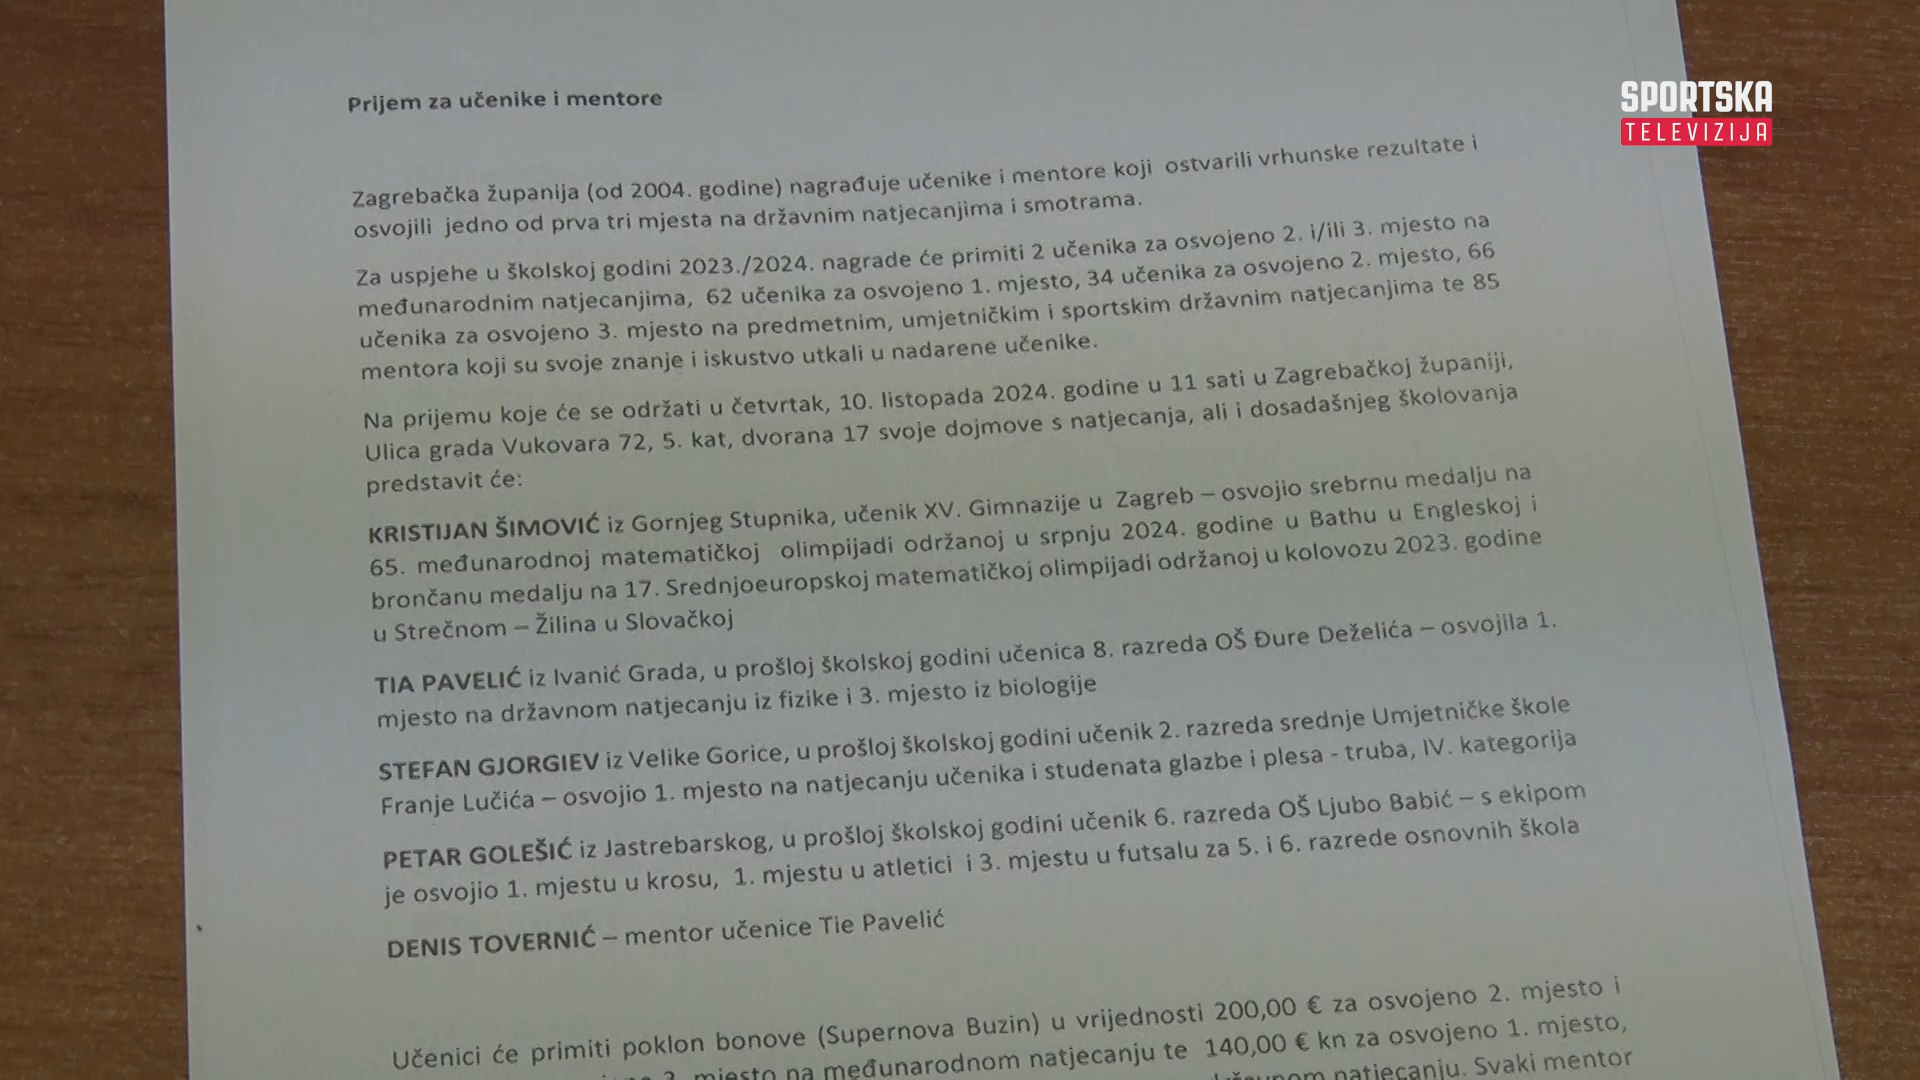 Prijem za učenike i mentore
SPORTSKA
TELEVIZIJA
Zagrebačka županija (od 2004. godine) nagrađuje učenike i mentore koji ostvarili vrhunske rezultate i
osvojili jedno od prva tri mjesta na državnim natjecanjima i smotrama.
Za uspjehe u školskoj godini 2023./2024. nagrade će primiti 2 učenika za osvojeno 2. i/ili 3. mjesto na
međunarodnim natjecanjima, 62 učenika za osvojeno 1. mjesto, 34 učenika za osvojeno 2. mjesto, 66
učenika za osvojeno 3. mjesto na predmetnim, umjetničkim i sportskim državnim natjecanjima te 85
mentora koji su svoje znanje i iskustvo utkali u nadarene učenike.
Na prijemu koje će se održati u četvrtak, 10. listopada 2024. godine u 11 sati u Zagrebačkoj županiji,
Ulica grada Vukovara 72, 5. kat, dvorana 17 svoje dojmove s natjecanja, ali i dosadašnjeg školovanja
predstavit će:
KRISTIJAN ŠIMOVIĆ iz Gornjeg Stupnika, učenik XV. Gimnazije u Zagreb – osvojio srebrnu medalju na
65. međunarodnoj matematičkoj olimpijadi održanoj u srpnju 2024. godine u Bathu u Engleskoj i
brončanu medalju na 17. Srednjoeuropskoj matematičkoj olimpijadi održanoj u kolovozu 2023. godine
u Strečnom – Žilina u Slovačkoj
TIA PAVELIĆ iz Ivanić Grada, u prošloj školskoj godini učenica 8. razreda OŠ Đure Deželića – osvojila 1.
mjesto na državnom natjecanju iz fizike i 3. mjesto iz biologije
STEFAN GJORGIEV iz Velike Gorice, u prošloj školskoj godini učenik 2. razreda srednje Umjetničke škole
Franje Lučića – osvojio 1. mjesto na natjecanju učenika i studenata glazbe i plesa - truba, IV. kategorija
PETAR GOLEŠIĆ iz Jastrebarskog, u prošloj školskoj godini učenik 6. razreda OŠ Ljubo Babić – s ekipom
je osvojio 1. mjestu u krosu, 1. mjestu u atletici i 3. mjestu u futsalu za 5. i 6. razrede osnovnih škola
DENIS TOVERNIĆ – mentor učenice Tie Pavelić
Učenici će primiti poklon bonove (Supernova Buzin) u vrijednosti 200,00 € za osvojeno 2. mjesto i
3. mjesto na međunarodnom natjecanju te 140,00 € kn za osvojeno 1. mjesto,
natjecanju. Svaki mentor